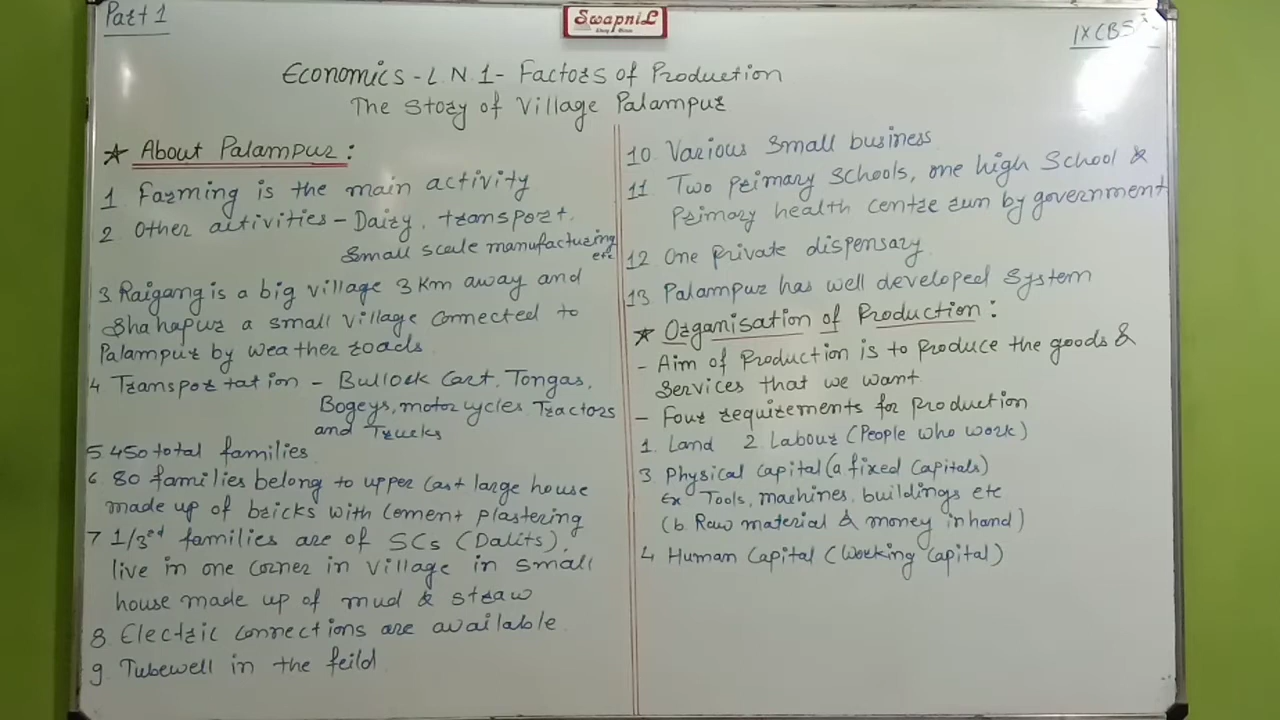 Part 1
SwapniL
IX CBSE
Economics - L.N.1- Factors of Production
The Story of Village Palampur
★ About Palampur :
1 Farming is the main activity
2 Other activities - Dairy, transport,
Small scale manufacturing
etc
3 Raigang is a big village 3 Km away and
Shahapur a small village connected to
Palampur by weather roads
4 Transportation - Bullock Cart, Tongas,
Bogeys, motorcycles Tractors
and Trucks
5 450 total families
6 80 families belong to upper cast large house
made up of bricks with cement plastering
7 1/3rd families are of SCs (Dalits),
live in one corner in village in small
house made up of mud & straw
8 Electric connections are available
9 Tubewell in the feild
10 Various Small business
11 Two primary schools, one high School &
Primary health centre run by government
12 One private dispensary
13 Palampur has well developed System
★ Organisation of Production :
- Aim of Production is to produce the goods &
Services that we want
- Four requirements for production
1. Land 2. Labour (People who work)
3 Physical capital (a fixed capitals)
Ex Tools, machines, buildings etc
(b. Raw material & money in hand)
4 Human Capital (Working Capital)